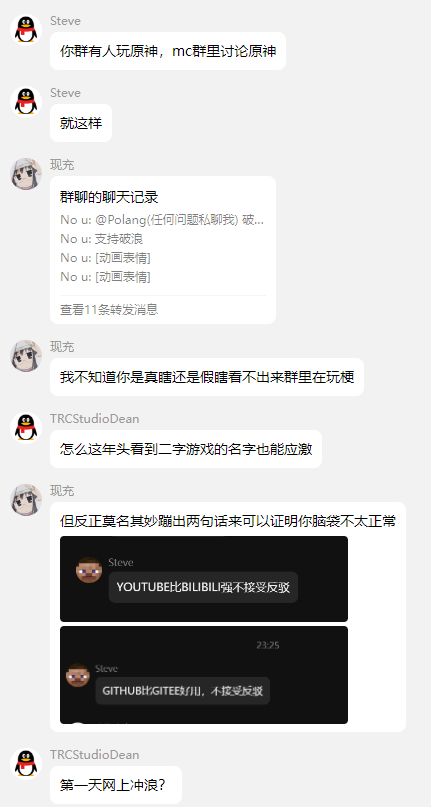 Steve
你群有人玩原神，mc群里讨论原神
Steve
就这样
现充
群聊的聊天记录
No u: @Polang(任何问题私聊我) 破...
No u: 支持破浪
No u: [动画表情]
No u: [动画表情]
查看11条转发消息
现充
我不知道你是真瞎还是假瞎看不出来群里在玩梗
TRCStudioDean
怎么这年头看到二字游戏的名字也能应激
现充
但反正莫名其妙蹦出两句话来可以证明你脑袋不太正常
Steve
YOUTUBE比BILIBILI强不接受反驳
23:25
Steve
GITHUB比GITEE好用，不接受反驳
TRCStudioDean
第一天网上冲浪？